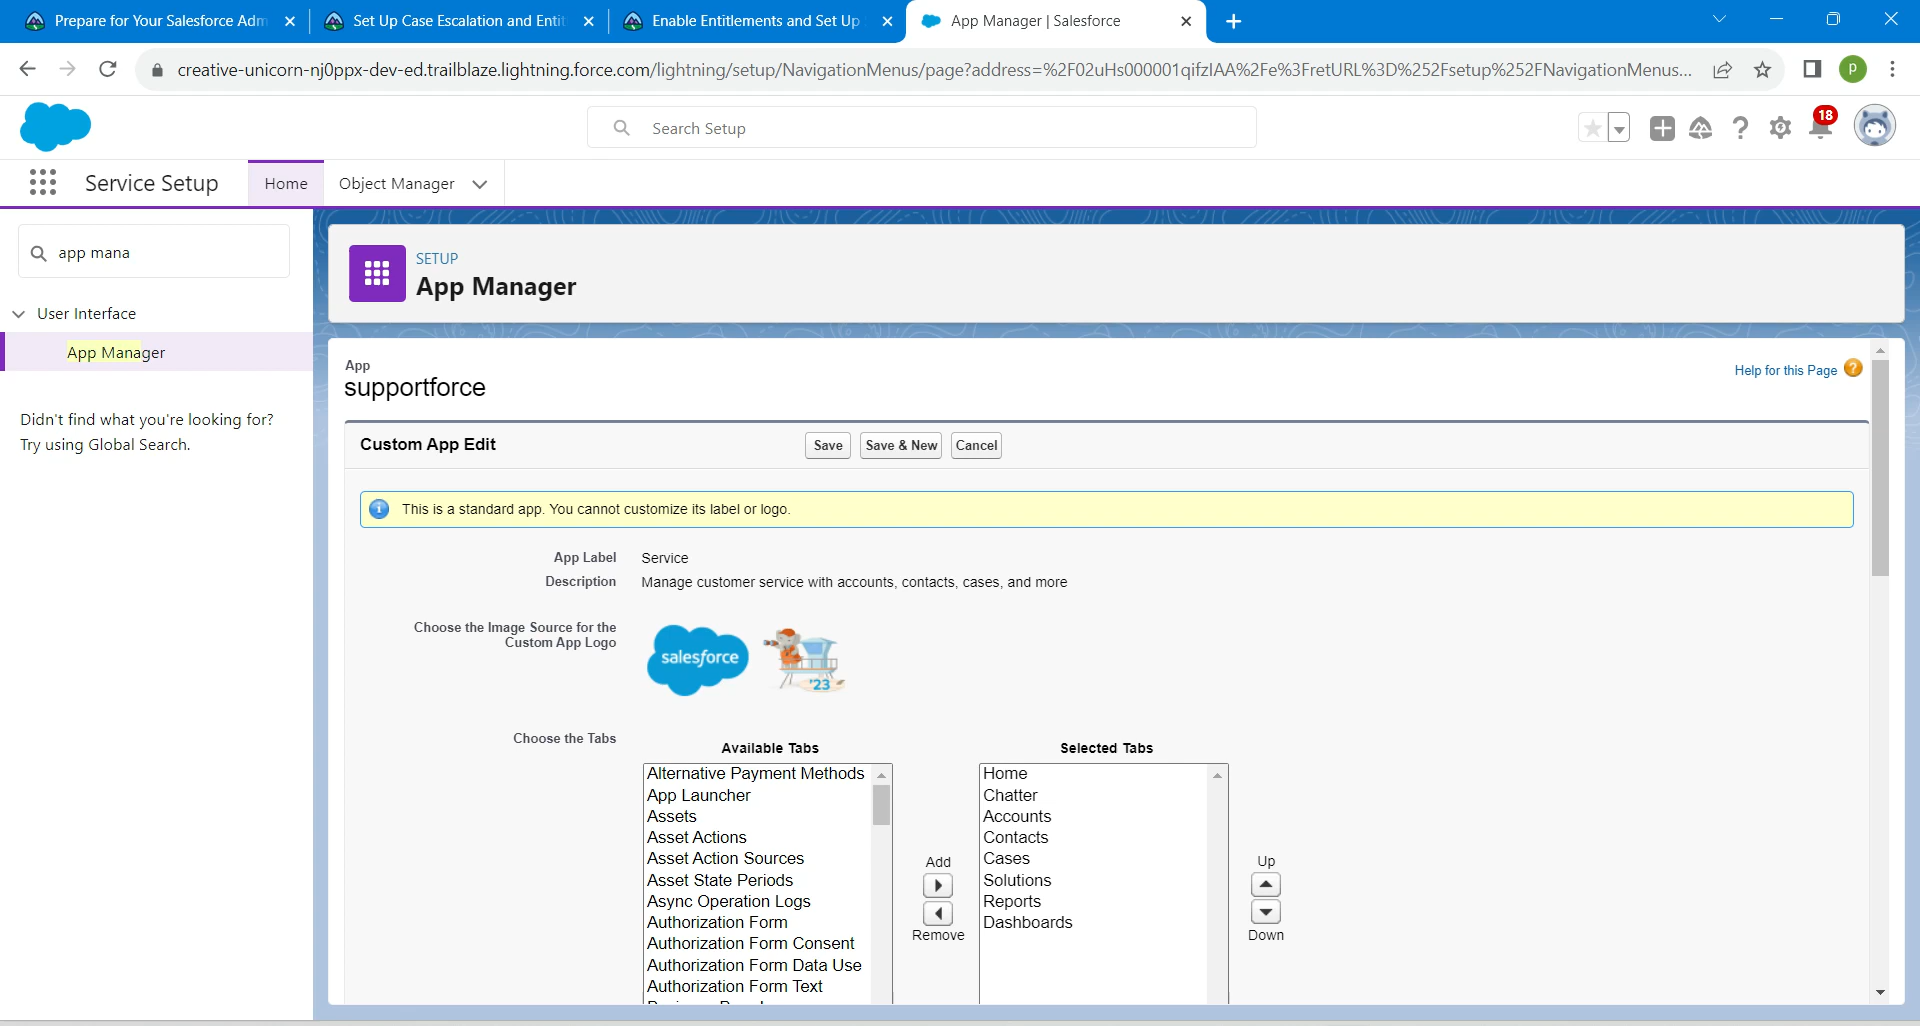 Prepare for Your Salesforce Adm
Set Up Case Escalation and Entit
Enable Entitlements and Set Up
App Manager | Salesforce
creative-unicorn-nj0ppx-dev-ed.trailblaze.lightning.force.com/lightning/setup/NavigationMenus/page?address=%2F02uHs000001qifzIAA%2Fe%3FretURL%3D%252Fsetup%252FNavigationMenus...
P
Search Setup
18
Service Setup
Home
Object Manager
app mana
User Interface
App Manager
Didn't find what you're looking for?
Try using Global Search.
SETUP
App Manager
App
supportforce
Help for this Page
Custom App Edit
Save
Save & New
Cancel
This is a standard app. You cannot customize its label or logo.
App Label
Service
Description
Manage customer service with accounts, contacts, cases, and more
Choose the Image Source for the
Custom App Logo
salesforce
'23
Choose the Tabs
Available Tabs
Selected Tabs
Alternative Payment Methods
App Launcher
Assets
Asset Actions
Asset Action Sources
Asset State Periods
Async Operation Logs
Authorization Form
Authorization Form Consent
Authorization Form Data Use
Authorization Form Text
Add
Remove
Home
Chatter
Accounts
Contacts
Cases
Solutions
Reports
Dashboards
Up
Down